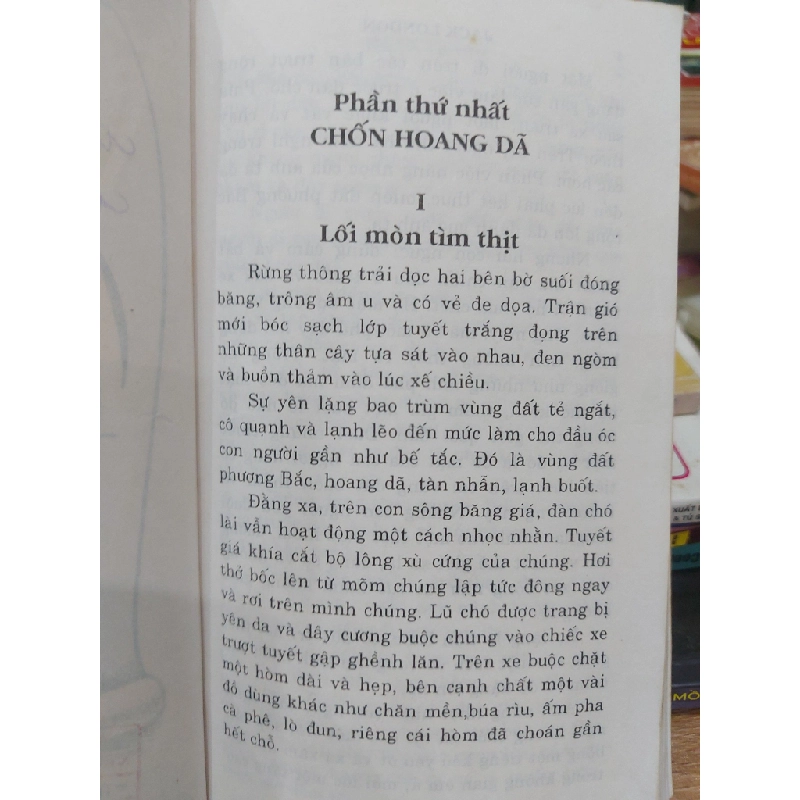 Phần thứ nhất
CHỐN HOANG DÃ
I
Lối mòn tìm thịt
Rừng thông trải dọc hai bên bờ suối đóng
băng, trông âm u và có vẻ đe dọa. Trận gió
mới bóc sạch lớp tuyết trắng đọng trên
những thân cây tựa sát vào nhau, đen ngòm
và buồn thảm vào lúc xế chiều.
Sự yên lặng bao trùm vùng đất tẻ ngắt,
cô quạnh và lạnh lẽo đến mức làm cho đầu óc
con người gần như bế tắc. Đó là vùng đất
phương Bắc, hoang dã, tàn nhẫn, lạnh buốt.
Đằng xa, trên con sông băng giá, đàn chó
lài vẫn hoạt động một cách nhọc nhằn. Tuyết
giá khía cắt bộ lông xù cứng của chúng. Hơi
thở bốc lên từ mõm chúng lập tức đông ngay
và rơi trên mình chúng. Lũ chó được trang bị
yên da và dây cương buộc chúng vào chiếc xe
trượt tuyết gập ghềnh lăn. Trên xe buộc chặt
một hòm dài và hẹp, bên cạnh chất một vài
đồ dùng khác như chăn mền,búa rìu, ấm pha
cà phê, lò đun, riêng cái hòm đã choán gần
hết chỗ.